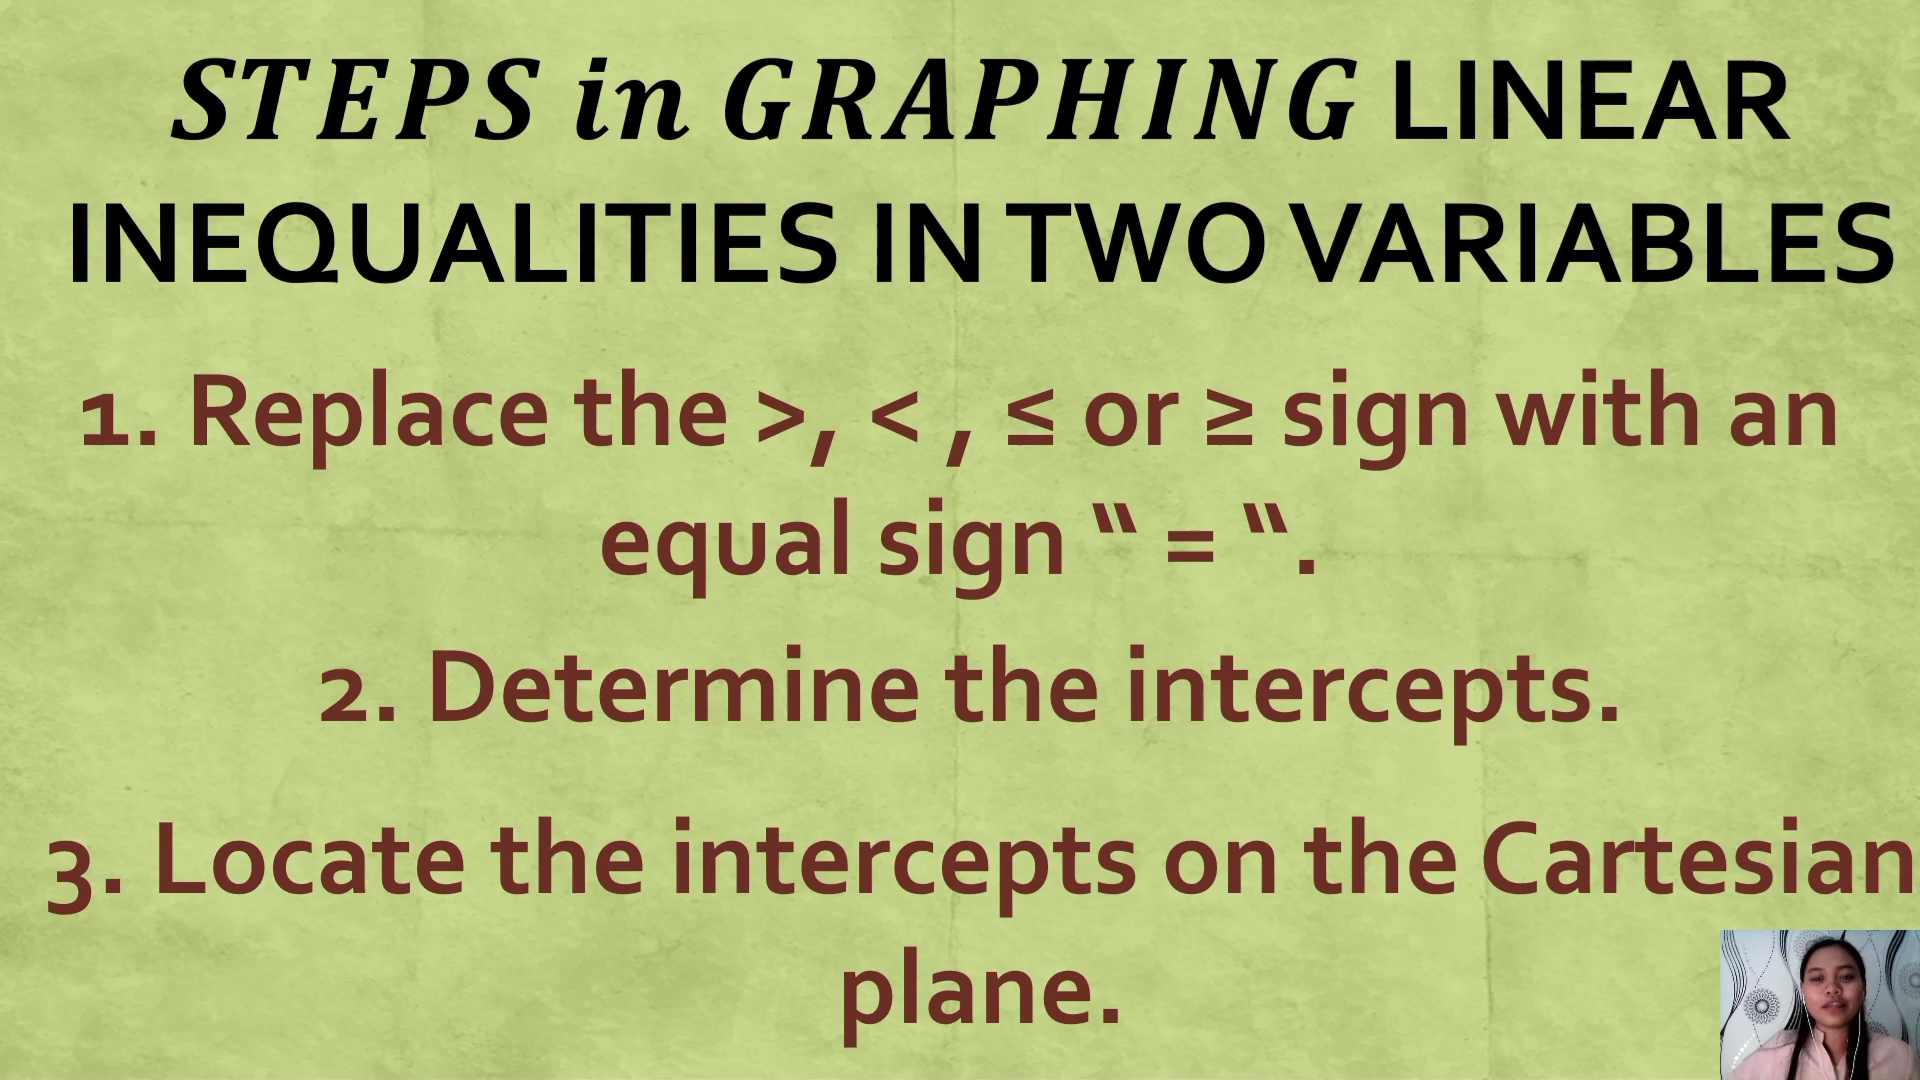 STEPS in GRAPHING LINEAR
INEQUALITIES IN TWO VARIABLES
1. Replace the >, < , ≤ or ≥ sign with an
equal sign “ = “.
2. Determine the intercepts.
3. Locate the intercepts on the Cartesian
plane.